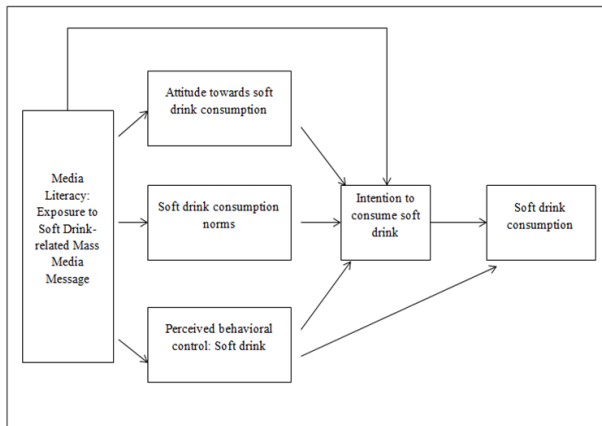 Attitude towards soft
drink consumption
Media
Literacy:
Exposure to
Soft Drink-
related Mass
Media
Message
Soft drink consumption
norms
Intention to
consume soft
drink
Soft drink
consumption
Perceived behavioral
control: Soft drink